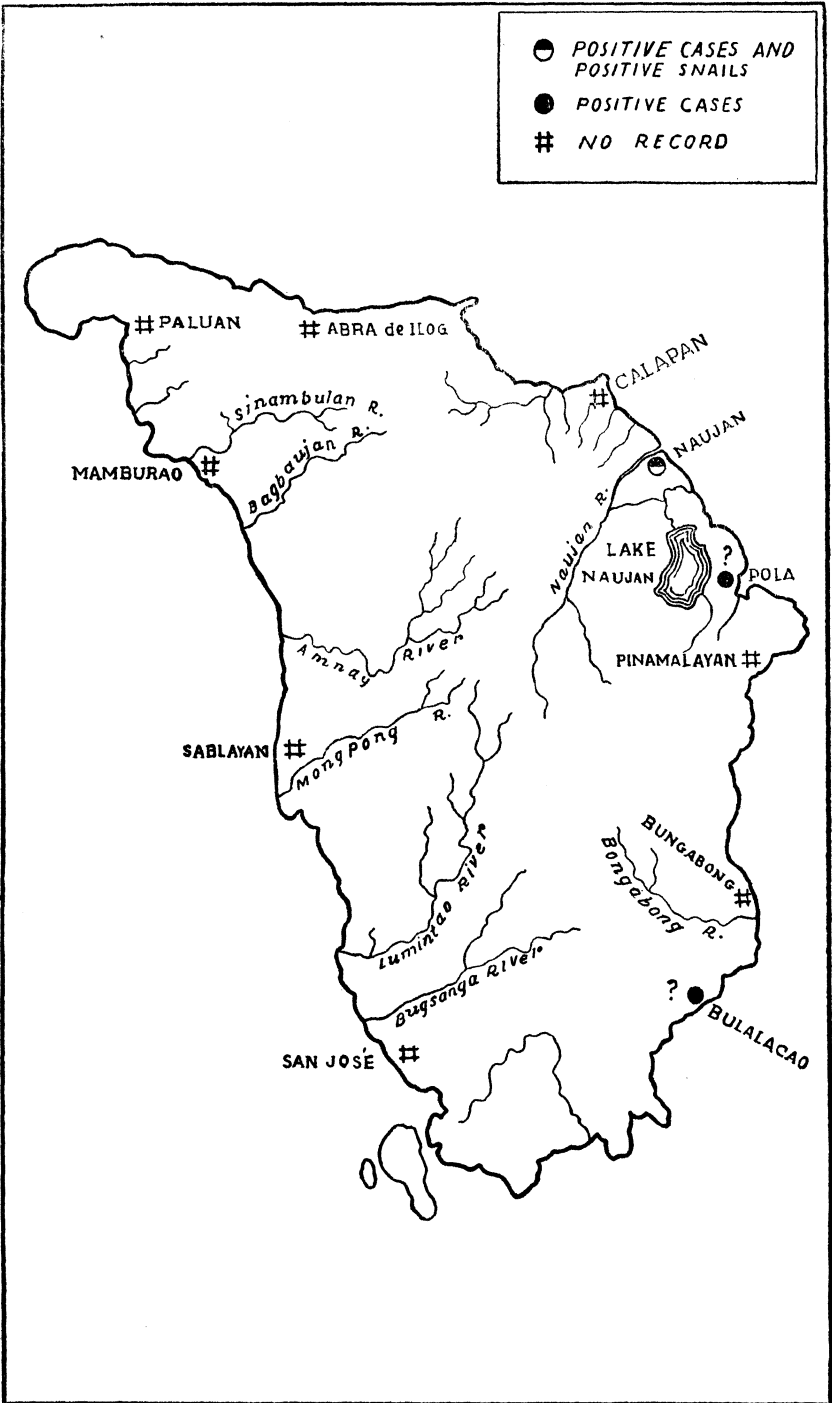 POSITIVE CASES AND
POSITIVE SNAILS
POSITIVE CASES
NO RECORD
PALUAN
ABRA de ILOG
CALAPAN
Sinambulan R.
NAUJAN
Bagbaujan R.
MAMBURAO
Naujan R.
LAKE
NAUJAN
?
POLA
Amnay River
PINAMALAYAN
SABLAYAN
Mongpong R.
BUNGABONG
Bongabong R.
Lumintao River
Bugsanga River
?
BULALACAO
SAN JOSÉ